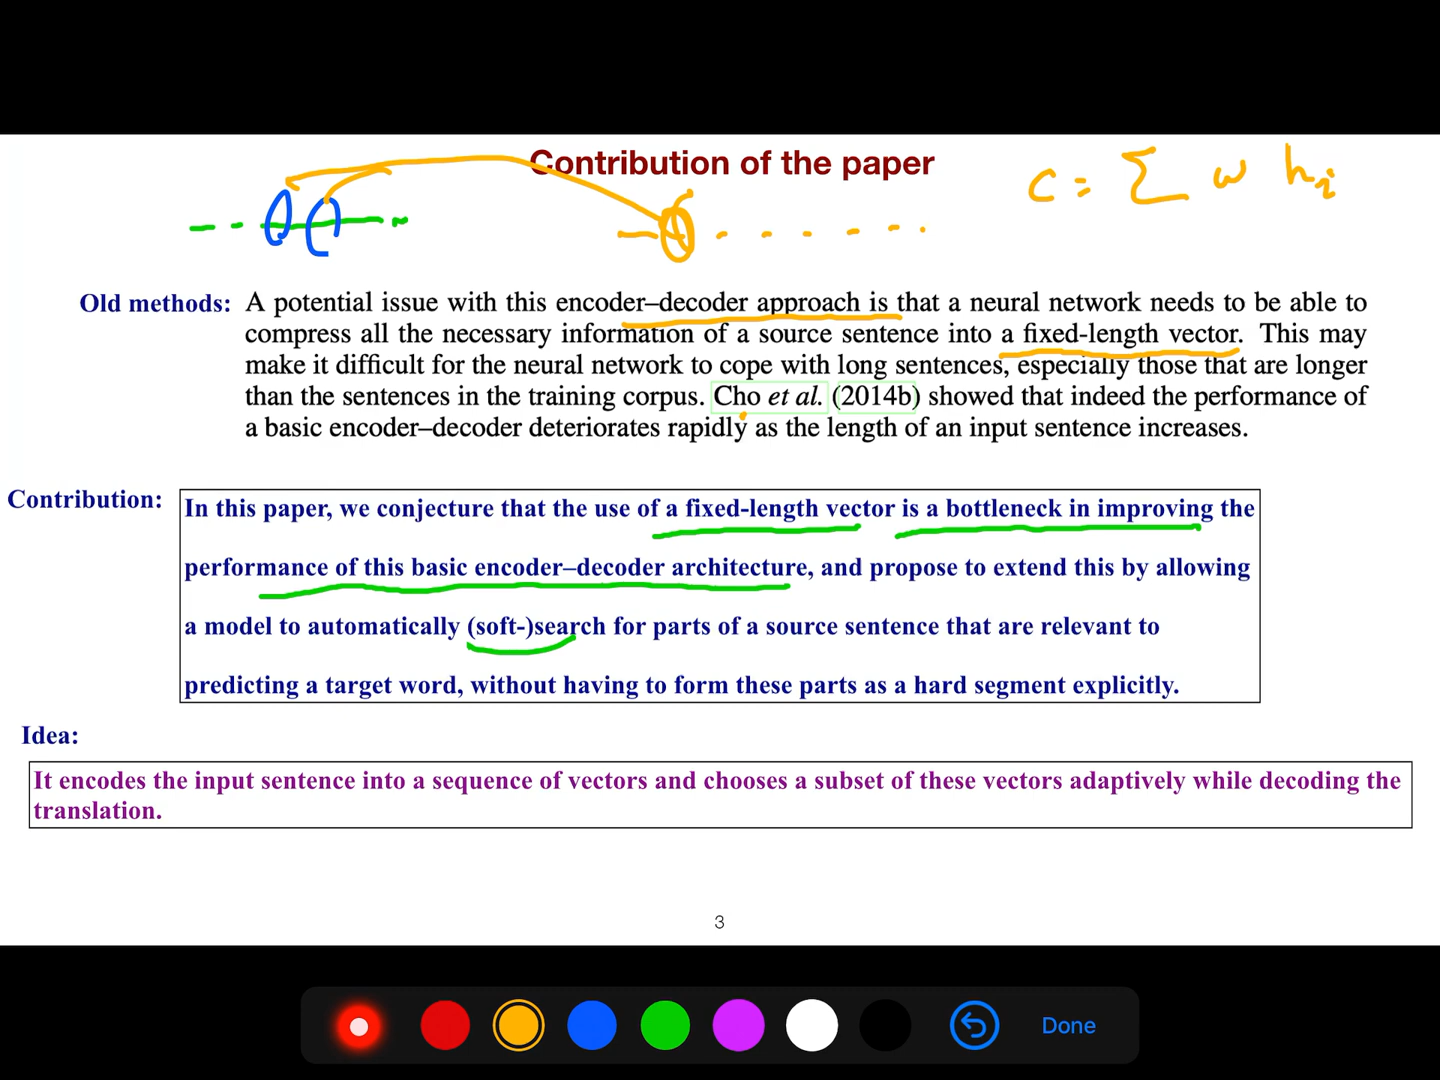 Contribution of the paper
c = Σ w hi
Old methods: A potential issue with this encoder–decoder approach is that a neural network needs to be able to
compress all the necessary information of a source sentence into a fixed-length vector. This may
make it difficult for the neural network to cope with long sentences, especially those that are longer
than the sentences in the training corpus. Cho et al. (2014b) showed that indeed the performance of
a basic encoder–decoder deteriorates rapidly as the length of an input sentence increases.
Contribution: In this paper, we conjecture that the use of a fixed-length vector is a bottleneck in improving the
performance of this basic encoder–decoder architecture, and propose to extend this by allowing
a model to automatically (soft-)search for parts of a source sentence that are relevant to
predicting a target word, without having to form these parts as a hard segment explicitly.
Idea:
It encodes the input sentence into a sequence of vectors and chooses a subset of these vectors adaptively while decoding the
translation.
3
Done